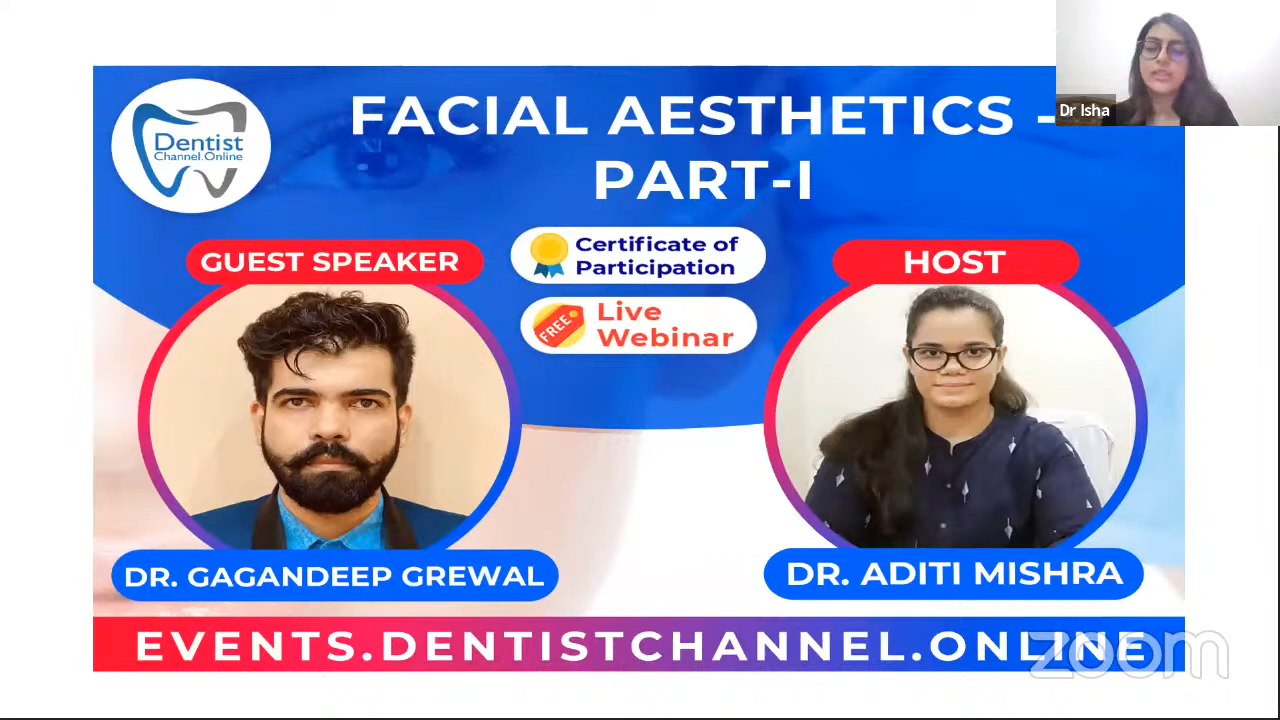 Dr Isha
Dentist
Channel.Online
FACIAL AESTHETICS -
PART-I
GUEST SPEAKER
Certificate of
Participation
HOST
FREE
Live
Webinar
DR. GAGANDEEP GREWAL
DR. ADITI MISHRA
EVENTS.DENTISTCHANNEL.ONLINE
zoom